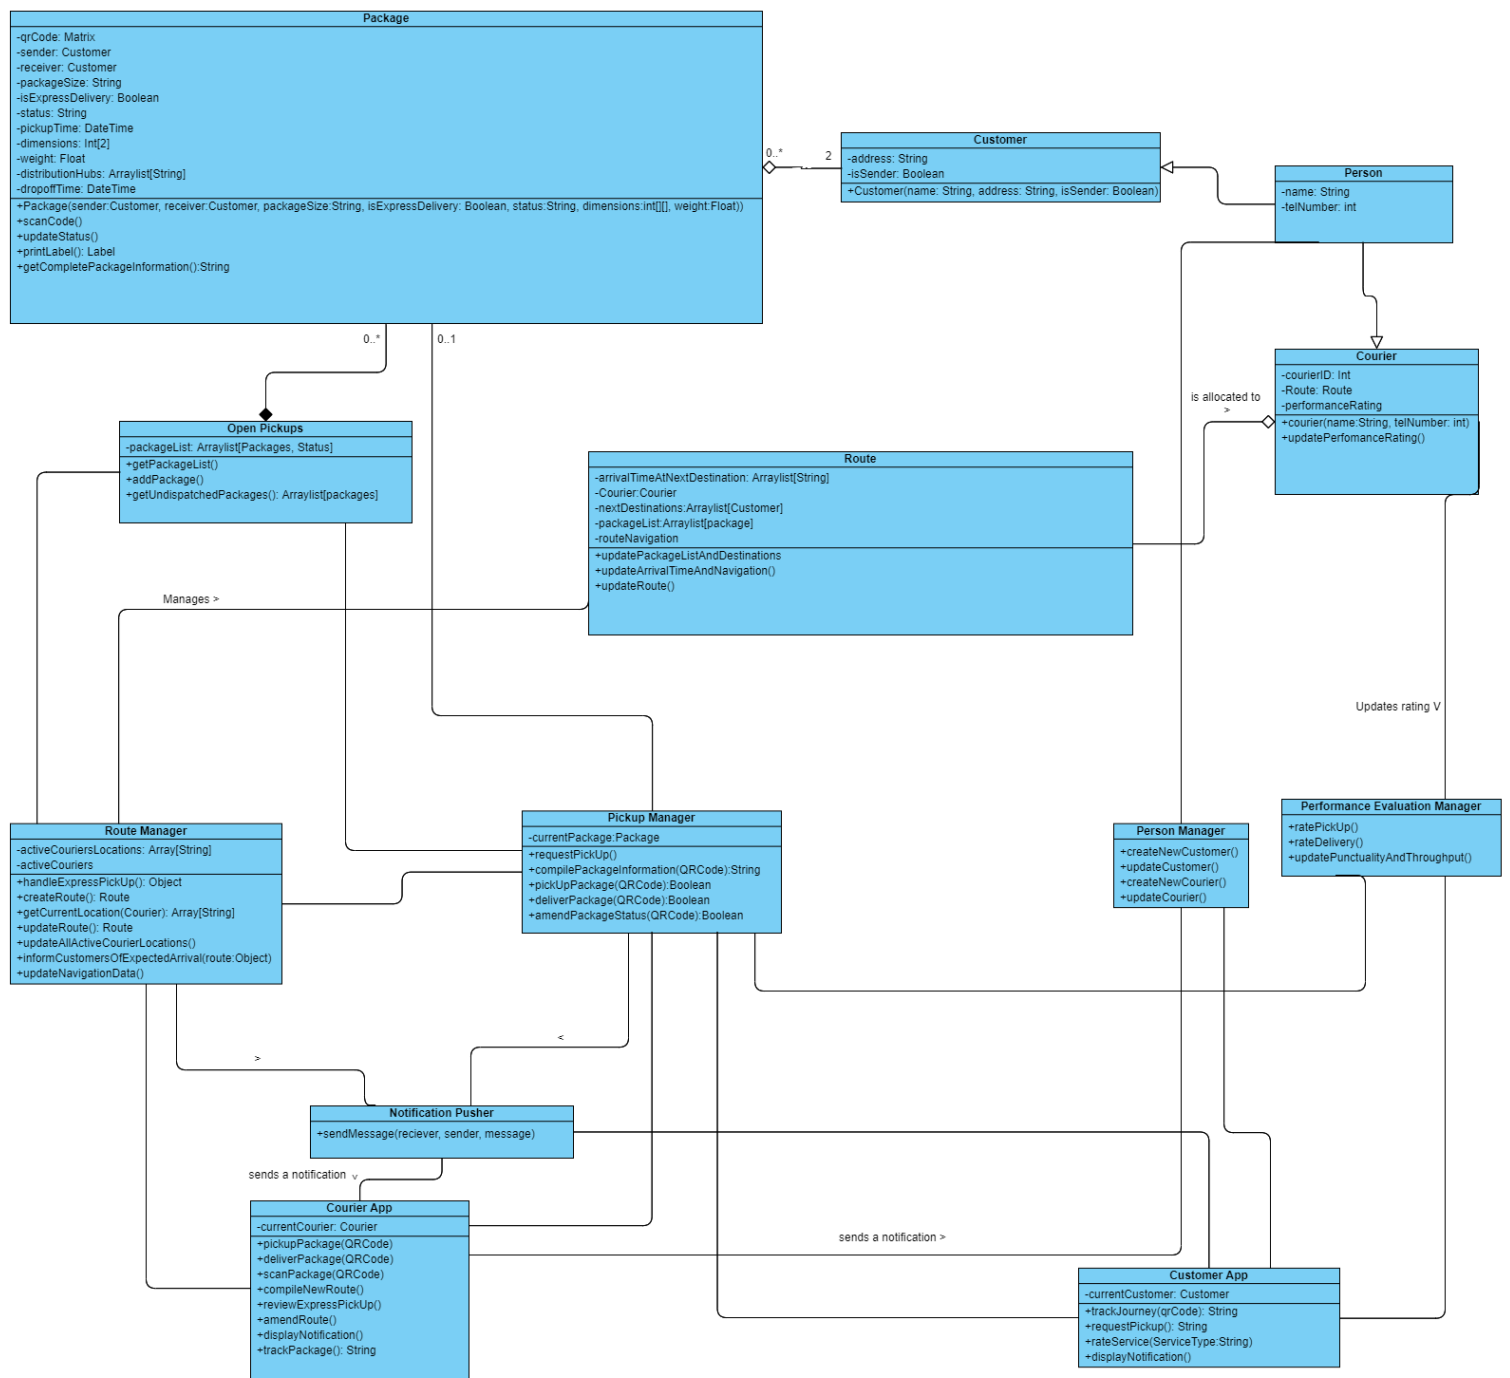 Package
-qrCode: Matrix
-sender: Customer
-receiver: Customer
-packageSize: String
-isExpressDelivery: Boolean
-status: String
-pickupTime: DateTime
-dimensions: Int[2]
-weight: Float
-distributionHubs: Arraylist[String]
-dropoffTime: DateTime
+Package(sender:Customer, receiver:Customer, packageSize:String, isExpressDelivery: Boolean, status:String, dimensions:int[][], weight:Float))
+scanCode()
+updateStatus()
+printLabel(): Label
+getCompletePackageInformation():String
0..*
2
Customer
-address: String
-isSender: Boolean
+Customer(name: String, address: String, isSender: Boolean)
Person
-name: String
-telNumber: int
0..*
0..1
Courier
-courierID: Int
-Route: Route
-performanceRating
+courier(name:String, telNumber: int)
+updatePerfomanceRating()
is allocated to
>
Open Pickups
-packageList: Arraylist[Packages, Status]
+getPackageList()
+addPackage()
+getUndispatchedPackages(): Arraylist[packages]
Route
-arrivalTimeAtNextDestination: Arraylist[String]
-Courier:Courier
-nextDestinations:Arraylist[Customer]
-packageList:Arraylist[package]
-routeNavigation
+updatePackageListAndDestinations
+updateArrivalTimeAndNavigation()
+updateRoute()
Manages >
Updates rating V
Route Manager
-activeCouriersLocations: Array[String]
-activeCouriers
+handleExpressPickUp(): Object
+createRoute(): Route
+getCurrentLocation(Courier): Array[String]
+updateRoute(): Route
+updateAllActiveCourierLocations()
+informCustomersOfExpectedArrival(route:Object)
+updateNavigationData()
Pickup Manager
-currentPackage:Package
+requestPickUp()
+compilePackageInformation(QRCode):String
+pickUpPackage(QRCode):Boolean
+deliverPackage(QRCode):Boolean
+amendPackageStatus(QRCode):Boolean
Person Manager
+createNewCustomer()
+updateCustomer()
+createNewCourier()
+updateCourier()
Performance Evaluation Manager
+ratePickUp()
+rateDelivery()
+updatePunctualityAndThroughput()
>
<
Notification Pusher
+sendMessage(reciever, sender, message)
sends a notification v
Courier App
-currentCourier: Courier
+pickupPackage(QRCode)
+deliverPackage(QRCode)
+scanPackage(QRCode)
+compileNewRoute()
+reviewExpressPickUp()
+amendRoute()
+displayNotification()
+trackPackage(): String
sends a notification >
Customer App
-currentCustomer: Customer
+trackJourney(qrCode): String
+requestPickup(): String
+rateService(ServiceType:String)
+displayNotification()